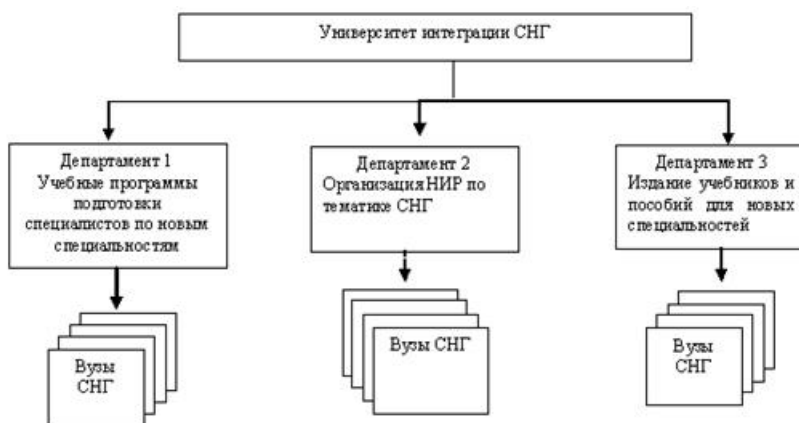 Университет интеграции СНГ
Департамент 1
Учебные программы
подготовки
специалистов по новым
специальностям
Департамент 2
Организация НИР по
тематике СНГ
Департамент 3
Издание учебников и
пособий для новых
специальностей
Вузы
СНГ
Вузы СНГ
Вузы
СНГ